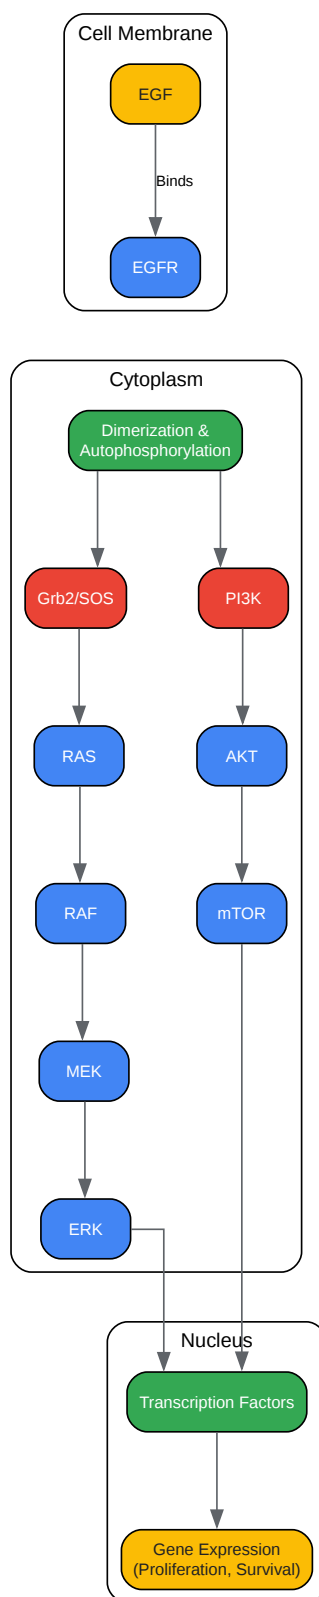 Cell Membrane
EGF
Binds
EGFR
Cytoplasm
Dimerization &
Autophosphorylation
Grb2/SOS
PI3K
RAS
AKT
RAF
mTOR
MEK
ERK
Nucleus
Transcription Factors
Gene Expression
(Proliferation, Survival)